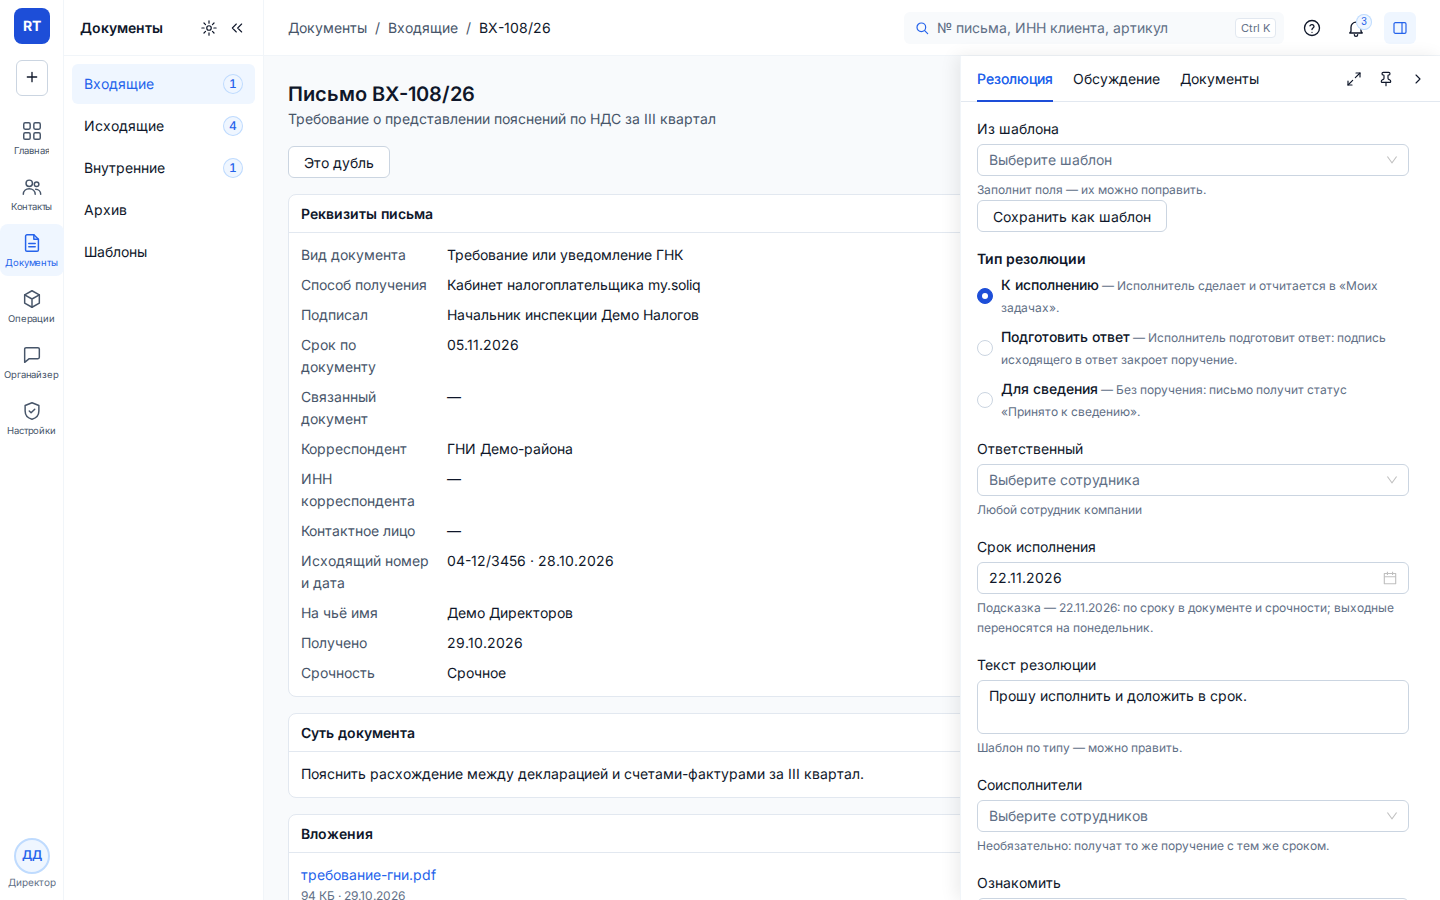 RT
Главная
Контакты
Документы
Операции
Органайзер
Настройки
ДД
Директор
Документы
Входящие 1
Исходящие 4
Внутренние 1
Архив
Шаблоны
Документы / Входящие / ВХ-108/26
№ письма, ИНН клиента, артикул Ctrl K
3
Письмо ВХ-108/26
Требование о представлении пояснений по НДС за III квартал
Это дубль
Реквизиты письма
Вид документа Требование или уведомление ГНК
Способ получения Кабинет налогоплательщика my.soliq
Подписал Начальник инспекции Демо Налогов
Срок по 05.11.2026
документу
Связанный —
документ
Корреспондент ГНИ Демо-района
ИНН —
корреспондента
Контактное лицо —
Исходящий номер 04-12/3456 · 28.10.2026
и дата
На чьё имя Демо Директоров
Получено 29.10.2026
Срочность Срочное
Суть документа
Пояснить расхождение между декларацией и счетами-фактурами за III квартал.
Вложения
требование-гни.pdf
94 КБ · 29.10.2026
Резолюция Обсуждение Документы
Из шаблона
Выберите шаблон
Заполнит поля — их можно поправить.
Сохранить как шаблон
Тип резолюции
К исполнению — Исполнитель сделает и отчитается в «Моих
задачах».
Подготовить ответ — Исполнитель подготовит ответ: подпись
исходящего в ответ закроет поручение.
Для сведения — Без поручения: письмо получит статус
«Принято к сведению».
Ответственный
Выберите сотрудника
Любой сотрудник компании
Срок исполнения
22.11.2026
Подсказка — 22.11.2026: по сроку в документе и срочности; выходные
переносятся на понедельник.
Текст резолюции
Прошу исполнить и доложить в срок.
Шаблон по типу — можно править.
Соисполнители
Выберите сотрудников
Необязательно: получат то же поручение с тем же сроком.
Ознакомить